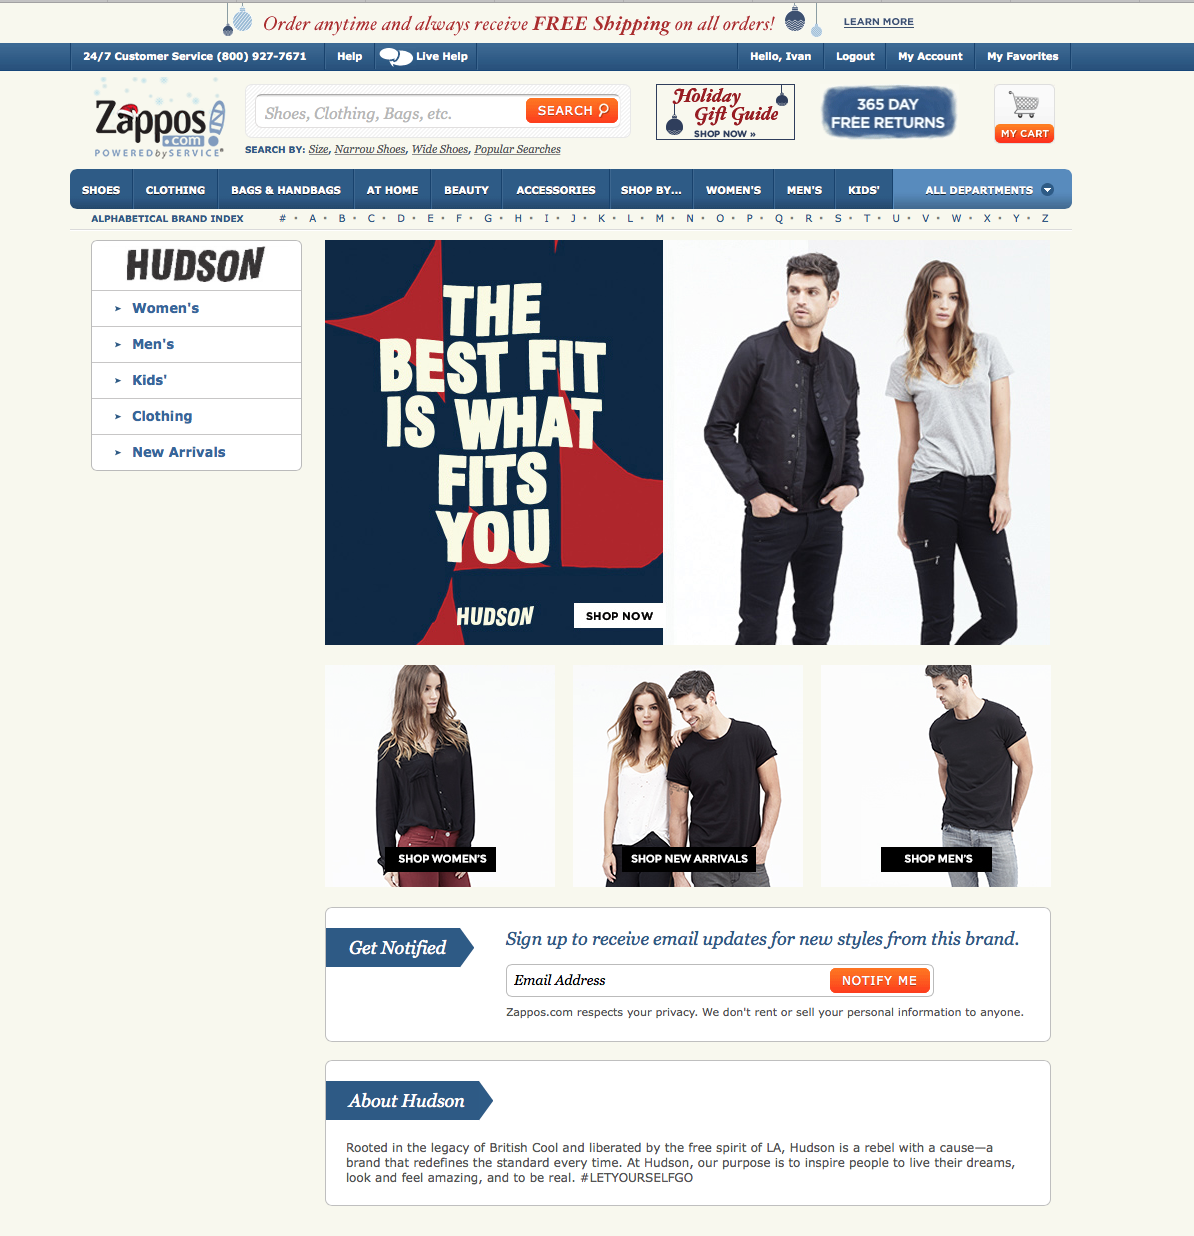 Order anytime and always receive FREE Shipping on all orders! LEARN MORE
24/7 Customer Service (800) 927-7671 Help Live Help Hello, Ivan Logout My Account My Favorites
Zappos
.com
POWERED by SERVICE®
Shoes, Clothing, Bags, etc. SEARCH
SEARCH BY: Size, Narrow Shoes, Wide Shoes, Popular Searches
Holiday
Gift Guide
SHOP NOW »
365 DAY
FREE RETURNS
MY CART
SHOES CLOTHING BAGS & HANDBAGS AT HOME BEAUTY ACCESSORIES SHOP BY... WOMEN'S MEN'S KIDS' ALL DEPARTMENTS
ALPHABETICAL BRAND INDEX # • A • B • C • D • E • F • G • H • I • J • K • L • M • N • O • P • Q • R • S • T • U • V • W • X • Y • Z
HUDSON
Women's
Men's
Kids'
Clothing
New Arrivals
THE
BEST FIT
IS WHAT
FITS
YOU
HUDSON
SHOP NOW
SHOP WOMEN'S
SHOP NEW ARRIVALS
SHOP MEN'S
Get Notified
Sign up to receive email updates for new styles from this brand.
Email Address NOTIFY ME
Zappos.com respects your privacy. We don't rent or sell your personal information to anyone.
About Hudson
Rooted in the legacy of British Cool and liberated by the free spirit of LA, Hudson is a rebel with a cause—a
brand that redefines the standard every time. At Hudson, our purpose is to inspire people to live their dreams,
look and feel amazing, and to be real. #LETYOURSELFGO